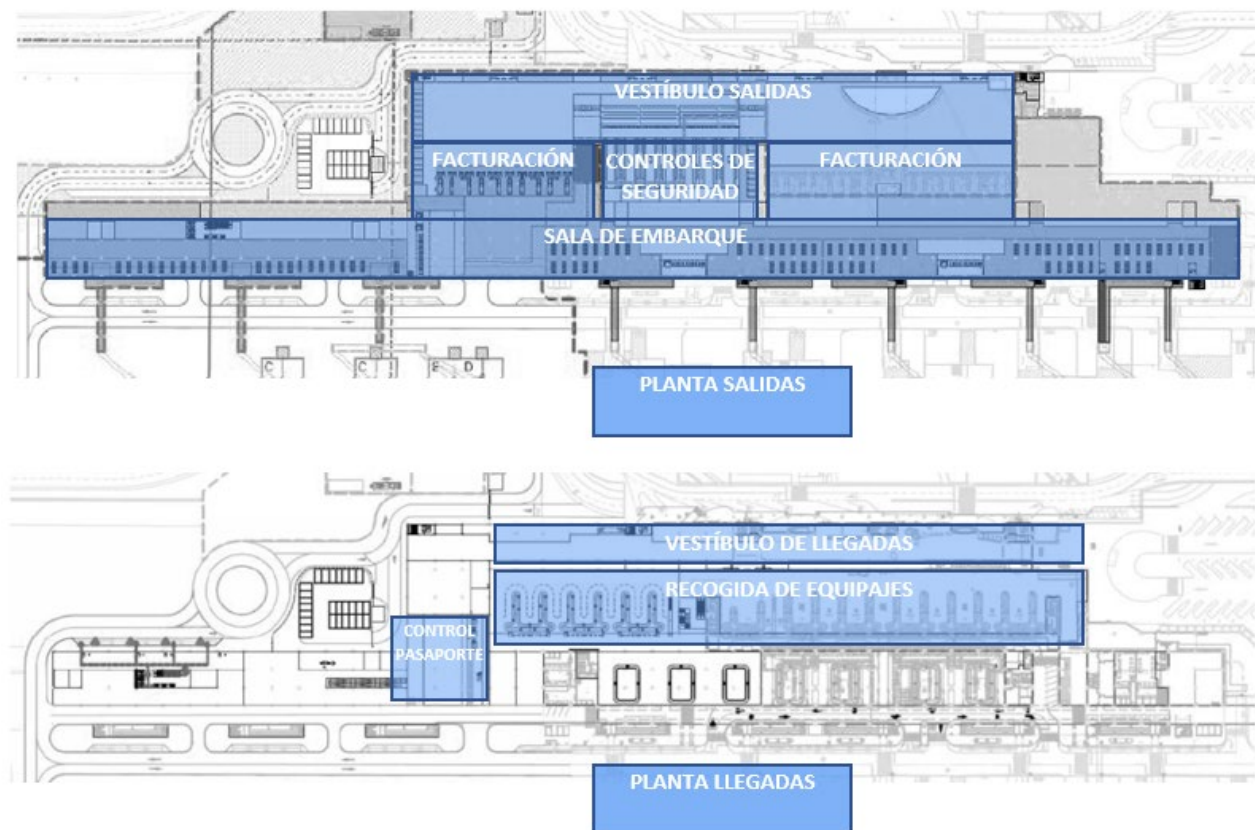 VESTÍBULO SALIDAS
FACTURACIÓN
CONTROLES DE
SEGURIDAD
FACTURACIÓN
SALA DE EMBARQUE
C
C
E
D
PLANTA SALIDAS
VESTÍBULO DE LLEGADAS
RECOGIDA DE EQUIPAJES
CONTROL
PASAPORTE
PLANTA LLEGADAS